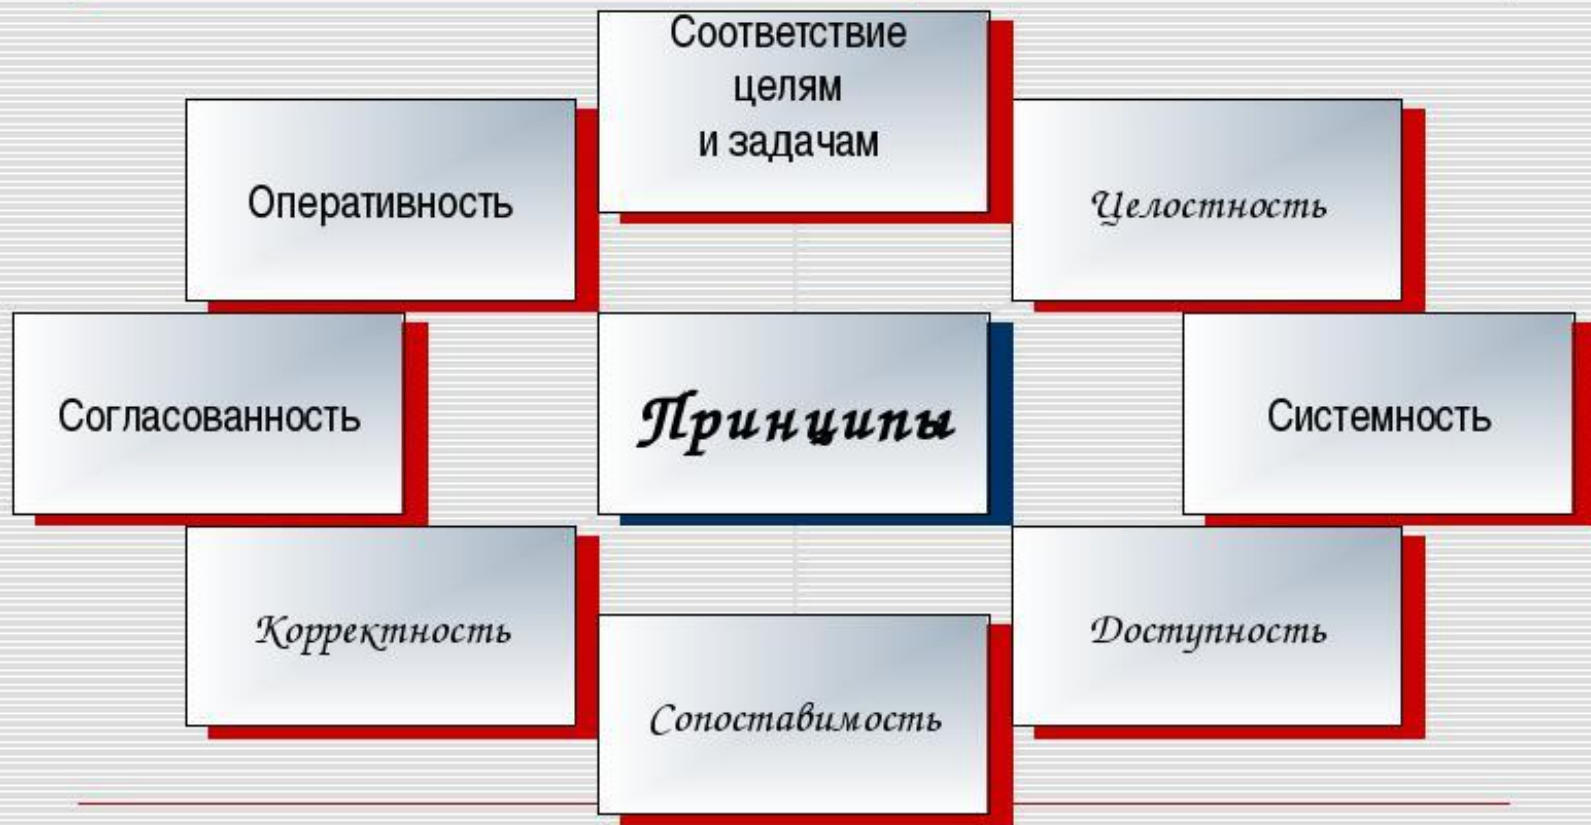 Соответствие
целям
и задачам
Оперативность
Целостность
Согласованность
Принципы
Системность
Корректность
Доступность
Сопоставимость